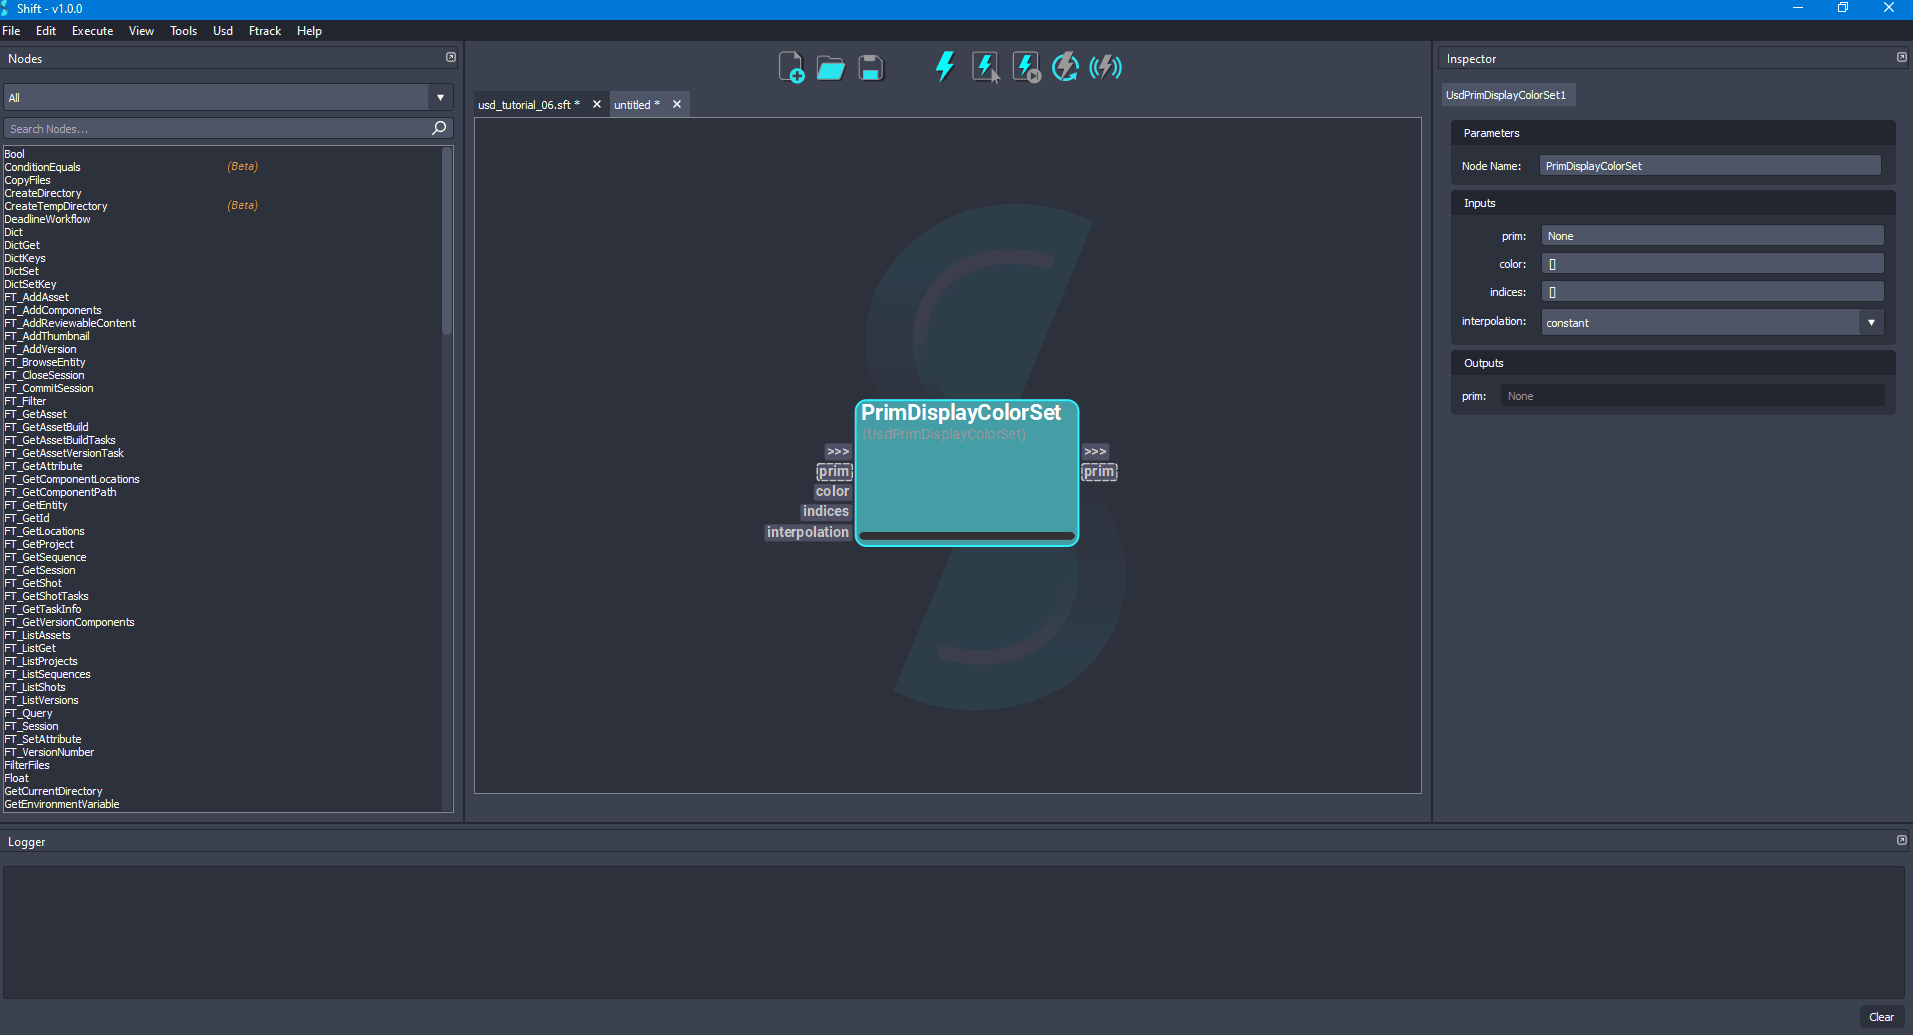 Shift - v1.0.0
File Edit Execute View Tools Usd Ftrack Help
Nodes
All
Search Nodes...
Bool
ConditionEquals (Beta)
CopyFiles
CreateDirectory
CreateTempDirectory (Beta)
DeadlineWorkflow
Dict
DictGet
DictKeys
DictSet
DictSetKey
FT_AddAsset
FT_AddComponents
FT_AddReviewableContent
FT_AddThumbnail
FT_AddVersion
FT_BrowseEntity
FT_CloseSession
FT_CommitSession
FT_Filter
FT_GetAsset
FT_GetAssetBuild
FT_GetAssetBuildTasks
FT_GetAssetVersionTask
FT_GetAttribute
FT_GetComponentLocations
FT_GetComponentPath
FT_GetEntity
FT_GetId
FT_GetLocations
FT_GetProject
FT_GetSequence
FT_GetSession
FT_GetShot
FT_GetShotTasks
FT_GetTaskInfo
FT_GetVersionComponents
FT_ListAssets
FT_ListGet
FT_ListProjects
FT_ListSequences
FT_ListShots
FT_ListVersions
FT_Query
FT_Session
FT_SetAttribute
FT_VersionNumber
FilterFiles
Float
GetCurrentDirectory
GetEnvironmentVariable
usd_tutorial_06.sft * untitled *
PrimDisplayColorSet
(UsdPrimDisplayColorSet)
>>> >>>
prim prim
color
indices
interpolation
Inspector
UsdPrimDisplayColorSet1
Parameters
Node Name: PrimDisplayColorSet
Inputs
prim: None
color: []
indices: []
interpolation: constant
Outputs
prim: None
Logger
Clear